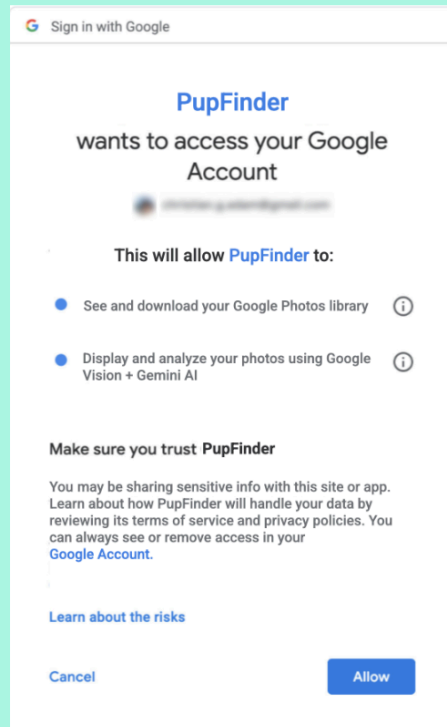 Sign in with Google
PupFinder
wants to access your Google
Account
This will allow PupFinder to:
See and download your Google Photos library
Display and analyze your photos using Google
Vision + Gemini AI
Make sure you trust PupFinder
You may be sharing sensitive info with this site or app.
Learn about how PupFinder will handle your data by
reviewing its terms of service and privacy policies. You
can always see or remove access in your
Google Account.
Learn about the risks
Cancel
Allow